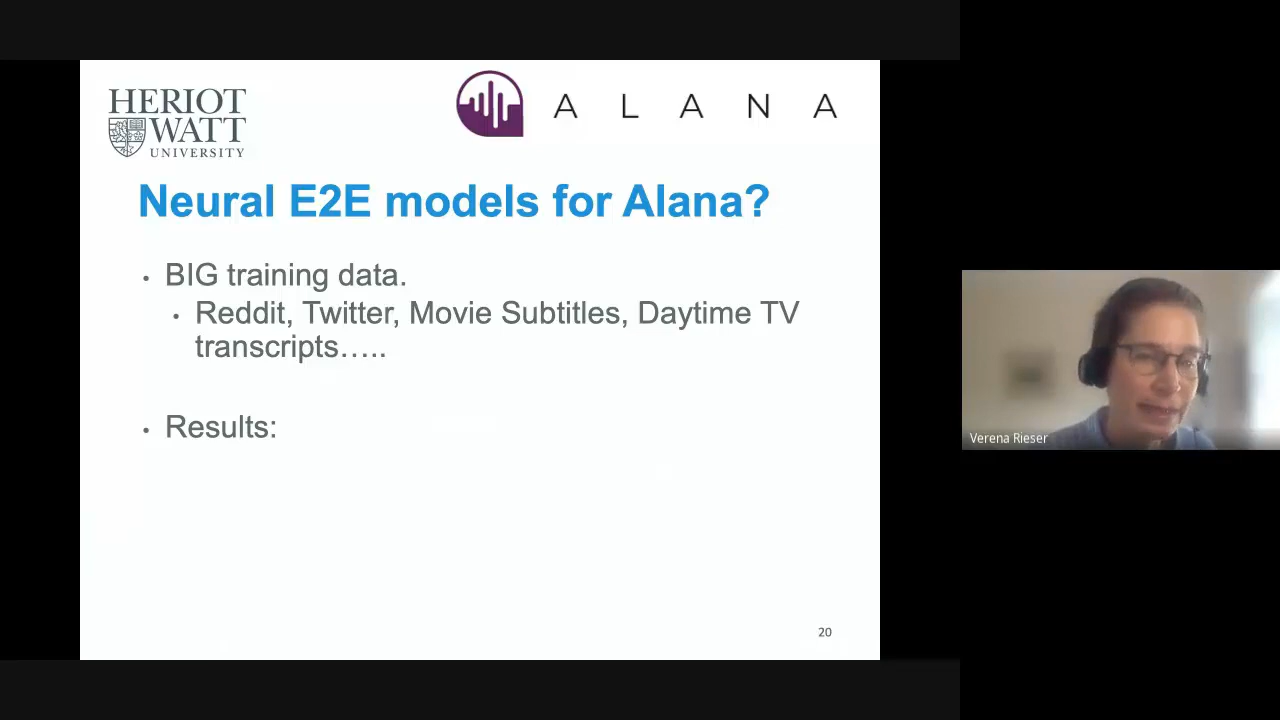 HERIOT
WATT
UNIVERSITY
A L A N A
Neural E2E models for Alana?
• BIG training data.
• Reddit, Twitter, Movie Subtitles, Daytime TV
transcripts…..
• Results:
20
Verena Rieser